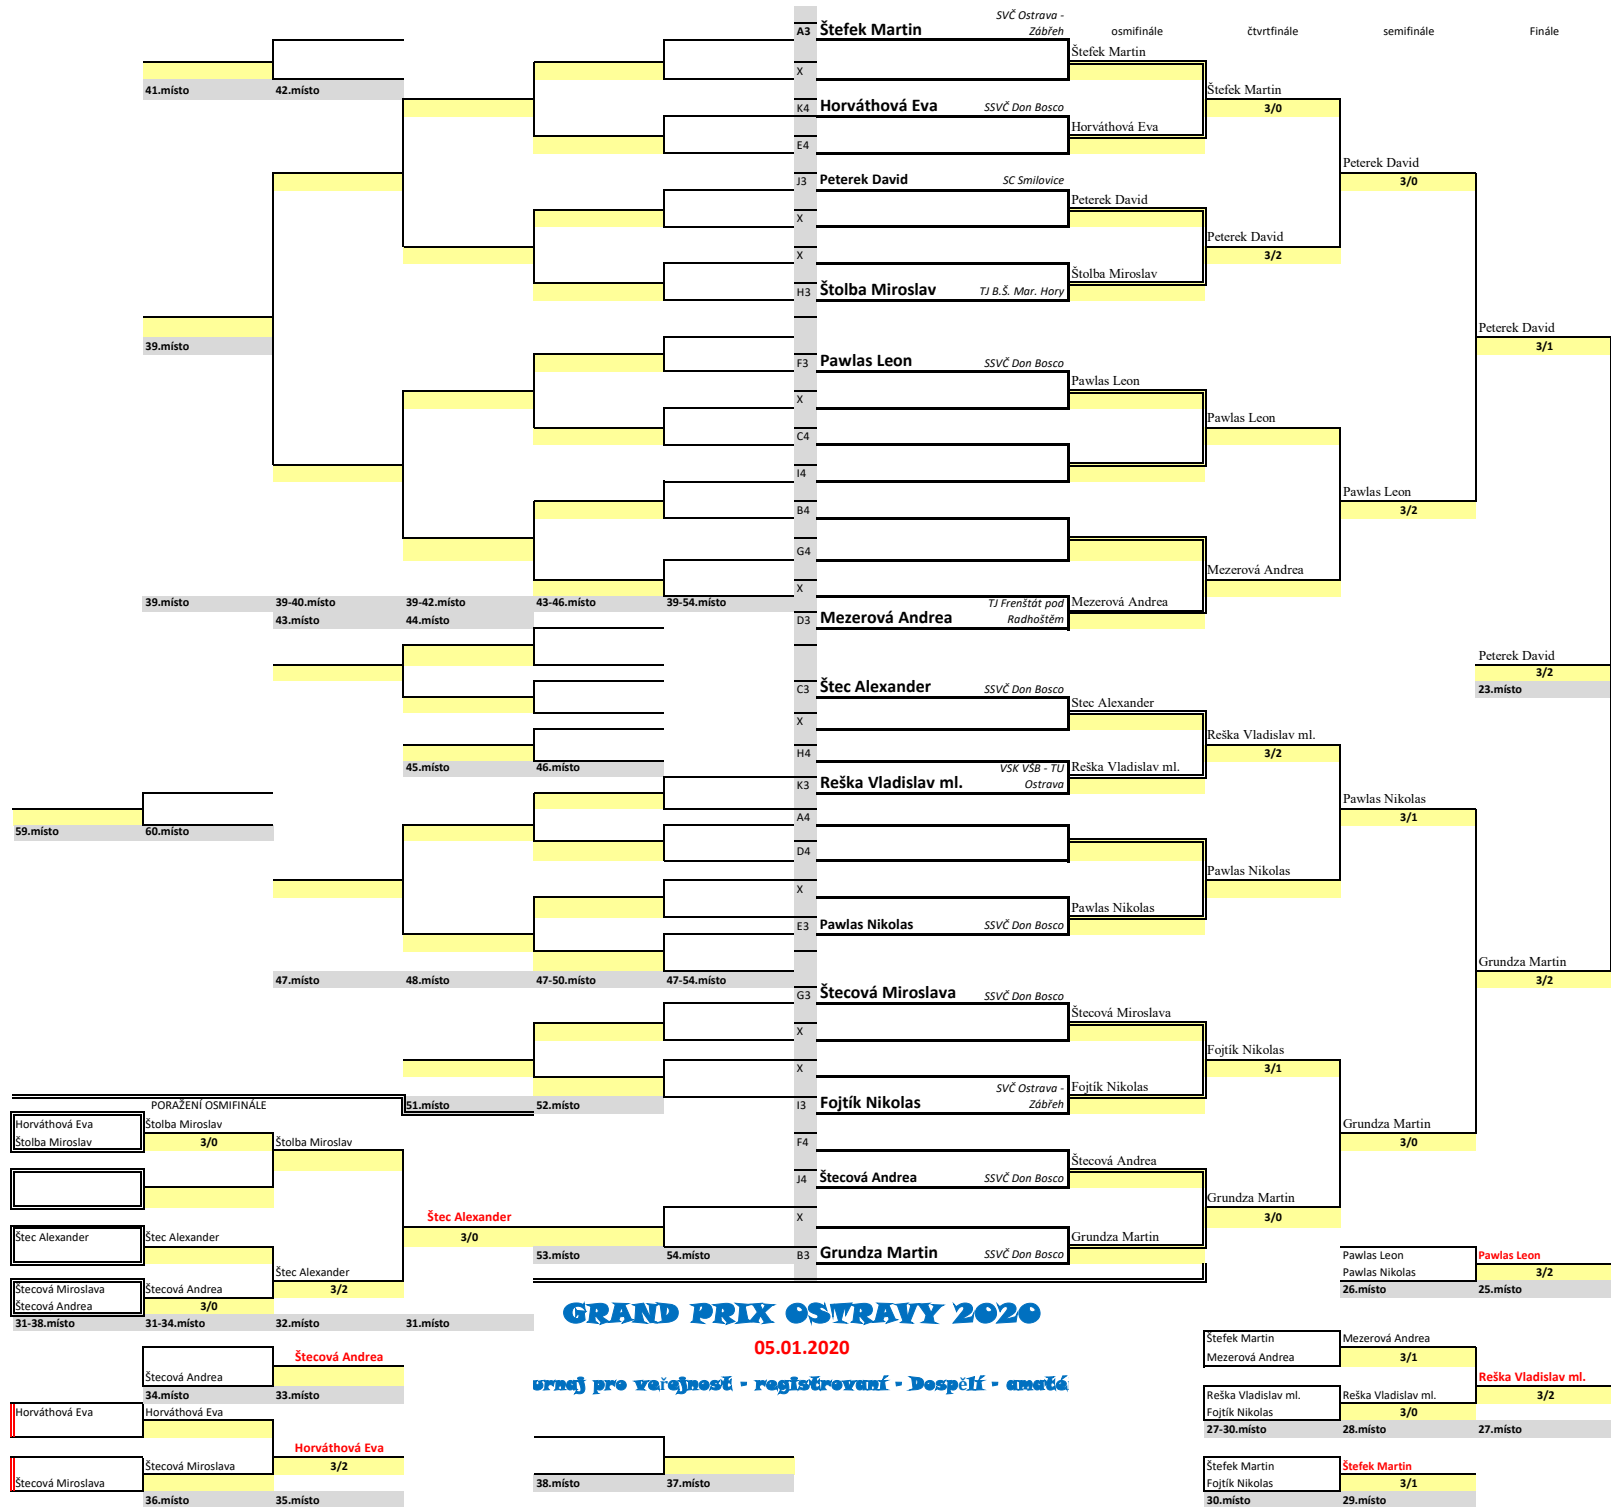 SVČ Ostrava -
A3 Štefek Martin Zábřeh osmifinále čtvrtfinále semifinále Finále
Štefek Martin
X
41.místo 42.místo Štefek Martin
K4 Horváthová Eva SSVČ Don Bosco 3/0
Horváthová Eva
E4
Peterek David
J3 Peterek David SC Smilovice 3/0
Peterek David
X
Peterek David
X 3/2
Štolba Miroslav
H3 Štolba Miroslav TJ B.Š. Mar. Hory
Peterek David
39.místo 3/1
F3 Pawlas Leon SSVČ Don Bosco
Pawlas Leon
X
Pawlas Leon
C4
I4
Pawlas Leon
B4 3/2
G4
Mezerová Andrea
X
39.místo 39-40.místo 39-42.místo 43-46.místo 39-54.místo TJ Frenštát pod Mezerová Andrea
43.místo 44.místo D3 Mezerová Andrea Radhoštěm
Peterek David
3/2
C3 Štec Alexander SSVČ Don Bosco 23.místo
Stec Alexander
X
Reška Vladislav ml.
H4 3/2
45.místo 46.místo VSK VŠB - TU Reška Vladislav ml.
K3 Reška Vladislav ml. Ostrava
Pawlas Nikolas
A4 3/1
59.místo 60.místo
D4
Pawlas Nikolas
X
Pawlas Nikolas
E3 Pawlas Nikolas SSVČ Don Bosco
Grundza Martin
47.místo 48.místo 47-50.místo 47-54.místo 3/2
G3 Štecová Miroslava SSVČ Don Bosco
Štecová Miroslava
X
Fojtík Nikolas
X 3/1
SVČ Ostrava - Fojtík Nikolas
PORAŽENÍ OSMIFINÁLE 51.místo 52.místo I3 Fojtík Nikolas Zábřeh
Horváthová Eva Štolba Miroslav Grundza Martin
Štolba Miroslav 3/0 Štolba Miroslav F4 3/0
Štecová Andrea
J4 Štecová Andrea SSVČ Don Bosco
Grundza Martin
Štec Alexander X 3/0
Štec Alexander Štec Alexander 3/0 Grundza Martin
53.místo 54.místo B3 Grundza Martin SSVČ Don Bosco Pawlas Leon Pawlas Leon
Štec Alexander Pawlas Nikolas 3/2
Štecová Miroslava Štecová Andrea 3/2 26.místo 25.místo
Štecová Andrea 3/0
31-38.místo 31-34.místo 32.místo 31.místo GRAND PRIX OSTRAVY 2020
Štefek Martin Mezerová Andrea
05.01.2020
Štecová Andrea Mezerová Andrea 3/1
Štecová Andrea Reška Vladislav ml.
34.místo 33.místo pro veřejnost - registrovaní - Dospělí - Reška Vladislav ml. Reška Vladislav ml. 3/2
Horváthová Eva Horváthová Eva Fojtík Nikolas 3/0
27-30.místo 28.místo 27.místo
Horváthová Eva
Štecová Miroslava 3/2 Štefek Martin Štefek Martin
Štecová Miroslava 38.místo 37.místo Fojtík Nikolas 3/1
36.místo 35.místo 30.místo 29.místo